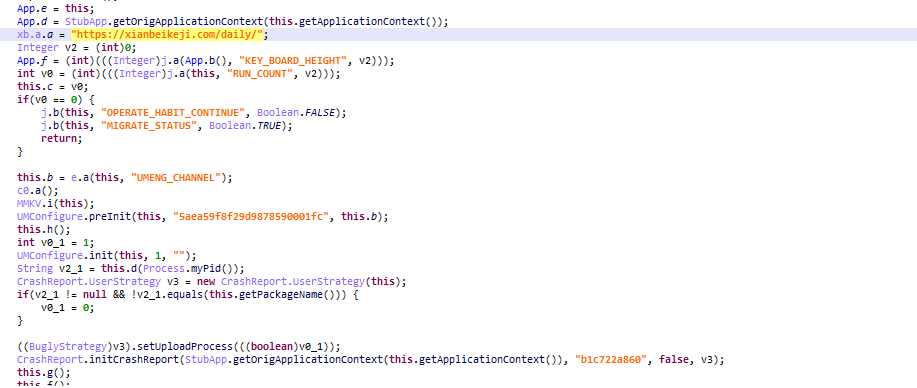 App.e = this;
App.d = StubApp.getOrigApplicationContext(this.getApplicationContext());
xb.a.a = "https://xianbeikeji.com/daily/";
Integer v2 = (int)0;
App.f = (int)(((Integer)j.a(App.b(), "KEY_BOARD_HEIGHT", v2)));
int v0 = (int)(((Integer)j.a(this, "RUN_COUNT", v2)));
this.c = v0;
if(v0 == 0) {
    j.b(this, "OPERATE_HABIT_CONTINUE", Boolean.FALSE);
    j.b(this, "MIGRATE_STATUS", Boolean.TRUE);
    return;
}
this.b = e.a(this, "UMENG_CHANNEL");
c0.a();
MMKV.i(this);
UMConfigure.preInit(this, "5aea59f8f29d9878590001fc", this.b);
this.h();
int v0_1 = 1;
UMConfigure.init(this, 1, "");
String v2_1 = this.d(Process.myPid());
CrashReport.UserStrategy v3 = new CrashReport.UserStrategy(this);
if(v2_1 != null && !v2_1.equals(this.getPackageName())) {
    v0_1 = 0;
}
((BuglyStrategy)v3).setUploadProcess(((boolean)v0_1));
CrashReport.initCrashReport(StubApp.getOrigApplicationContext(this.getApplicationContext()), "b1c722a860", false, v3);
this.g();
this.f();